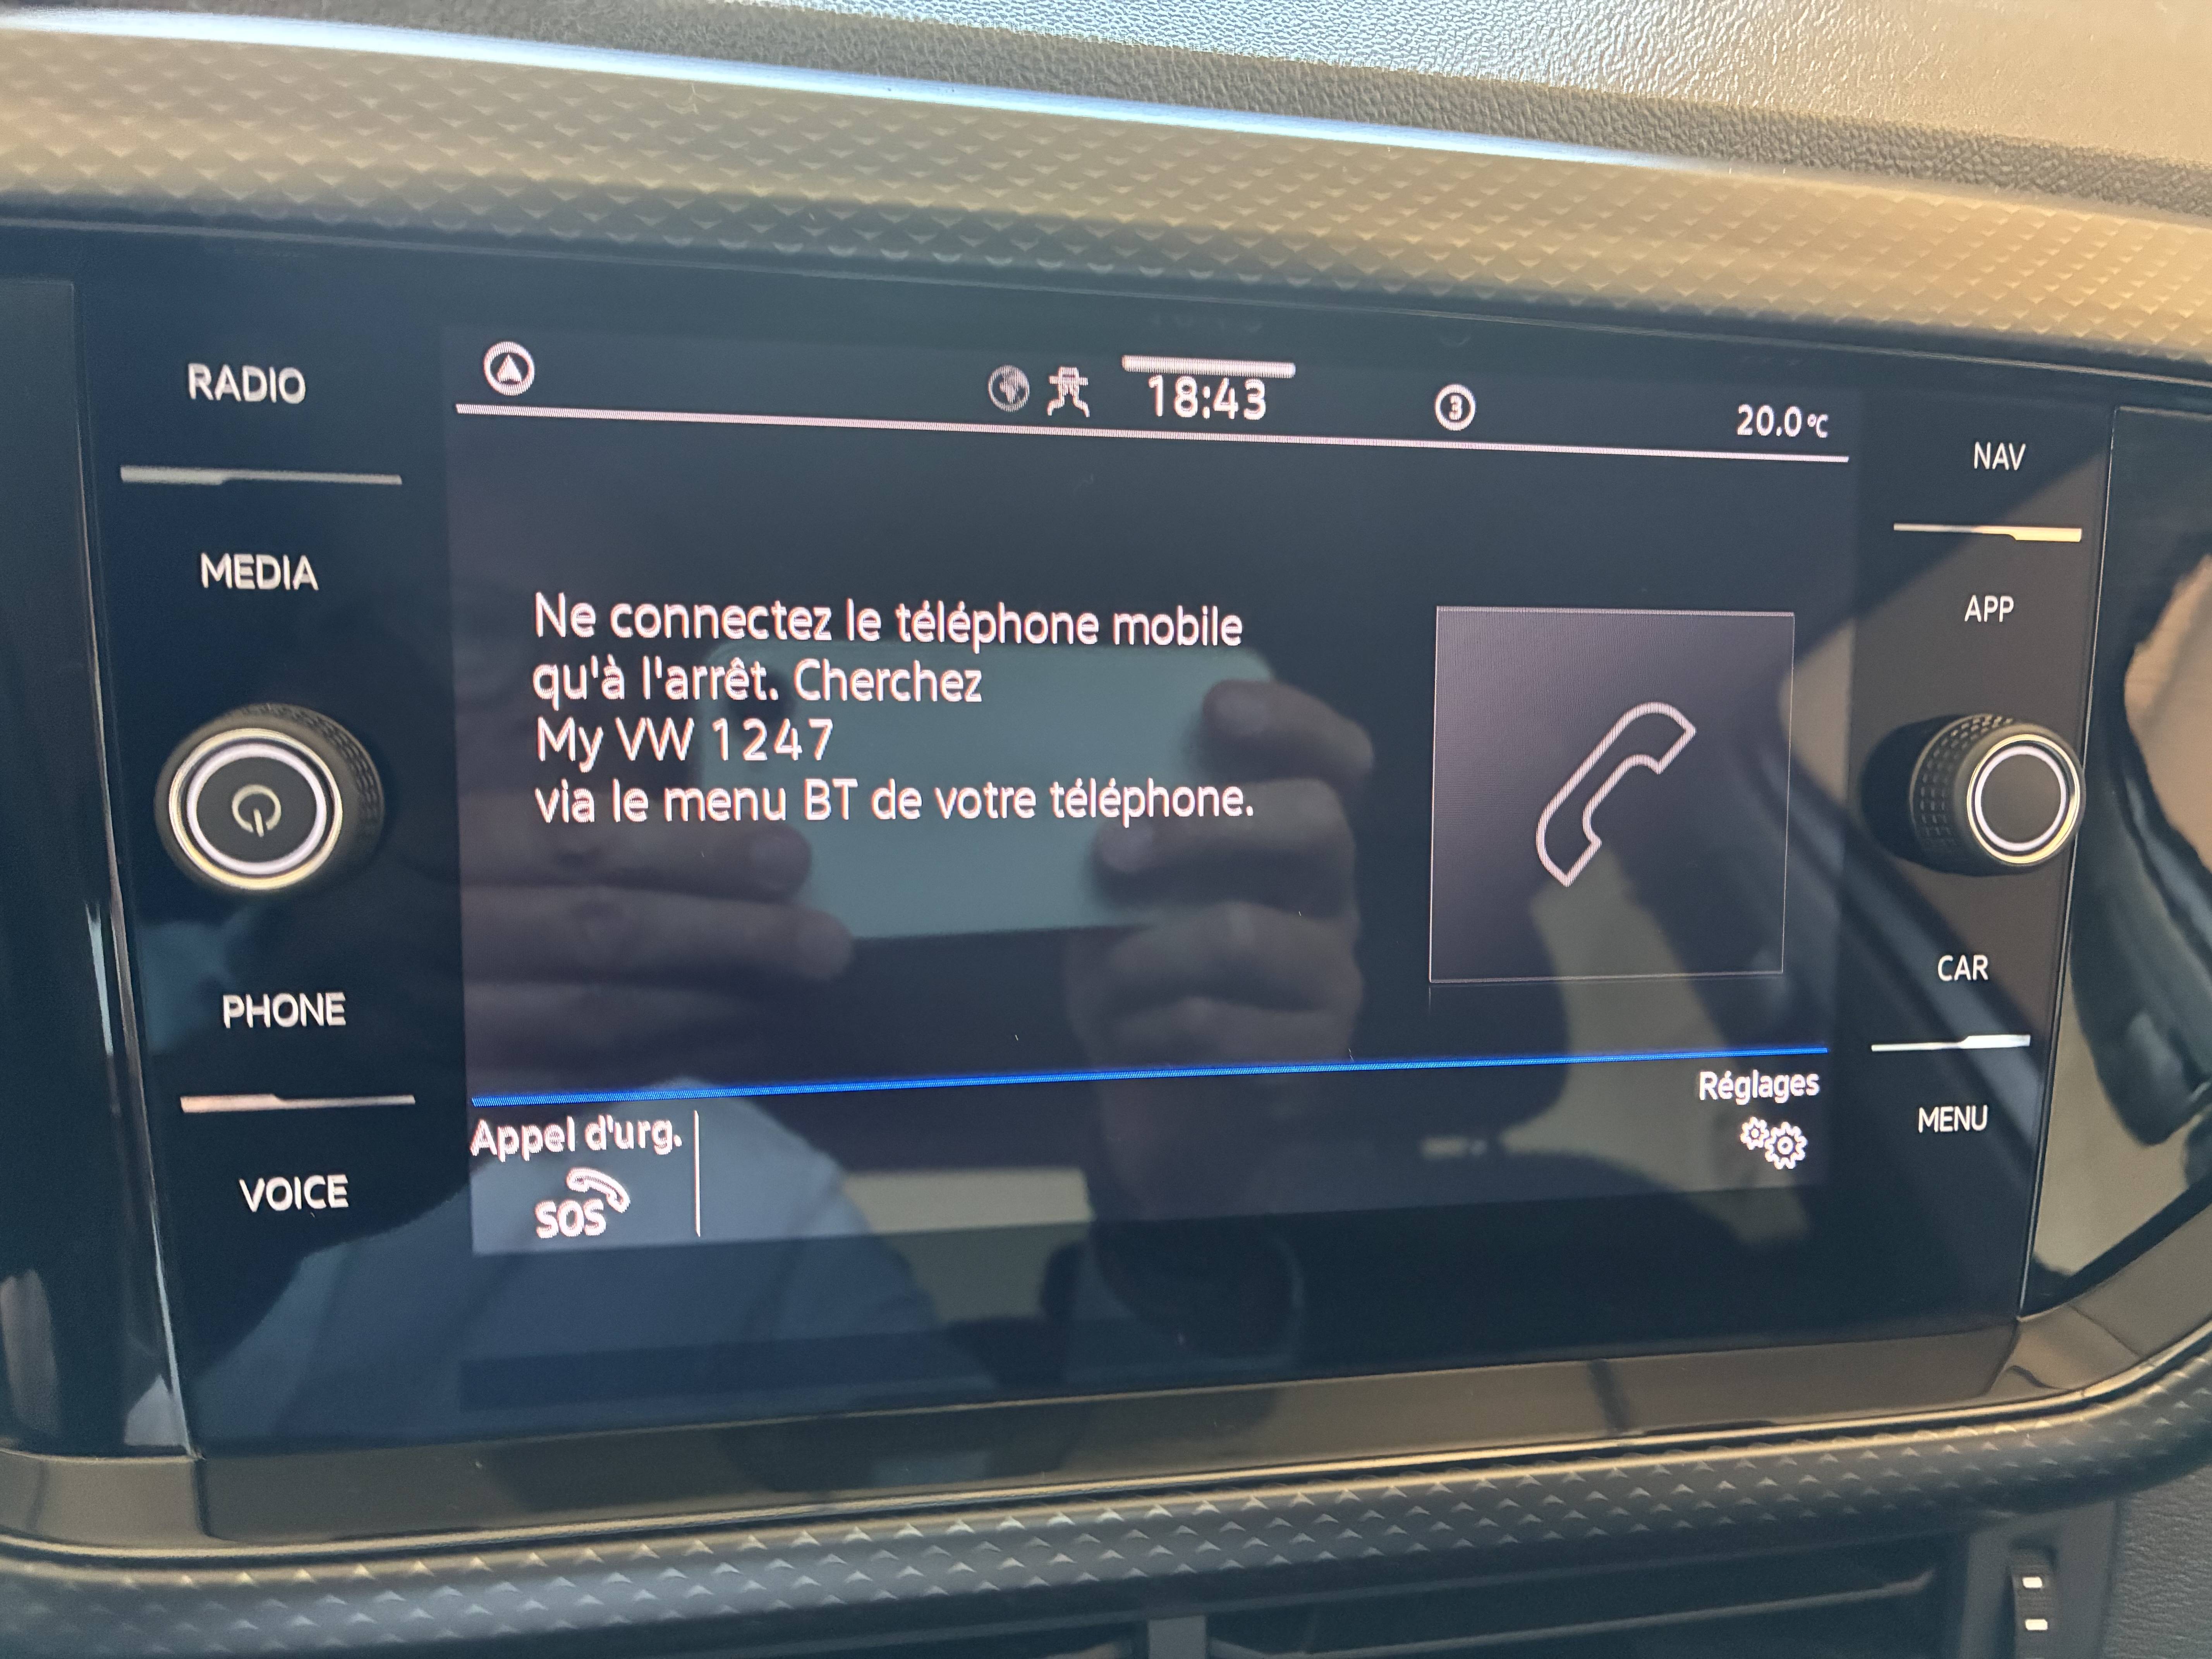 RADIO
MEDIA
PHONE
VOICE
18:43
3
20.0 °C
Ne connectez le téléphone mobile
qu'à l'arrêt. Cherchez
My VW 1247
via le menu BT de votre téléphone.
Appel d'urg.
SOS
Réglages
NAV
APP
CAR
MENU